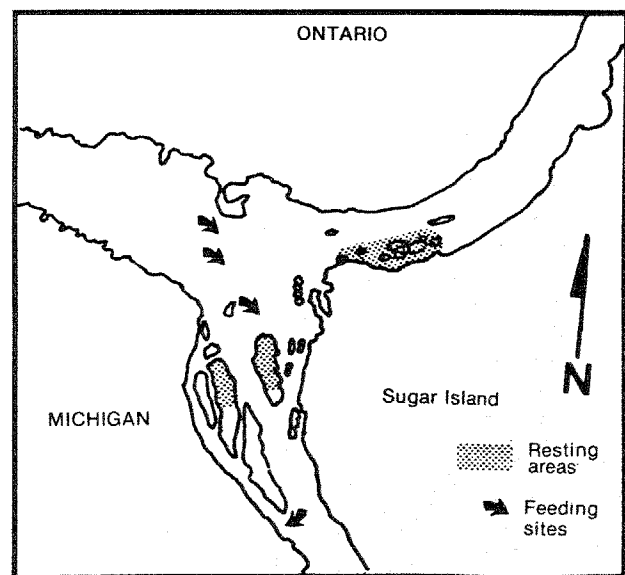 ONTARIO
MICHIGAN
Sugar Island
N
Resting
areas
Feeding
sites